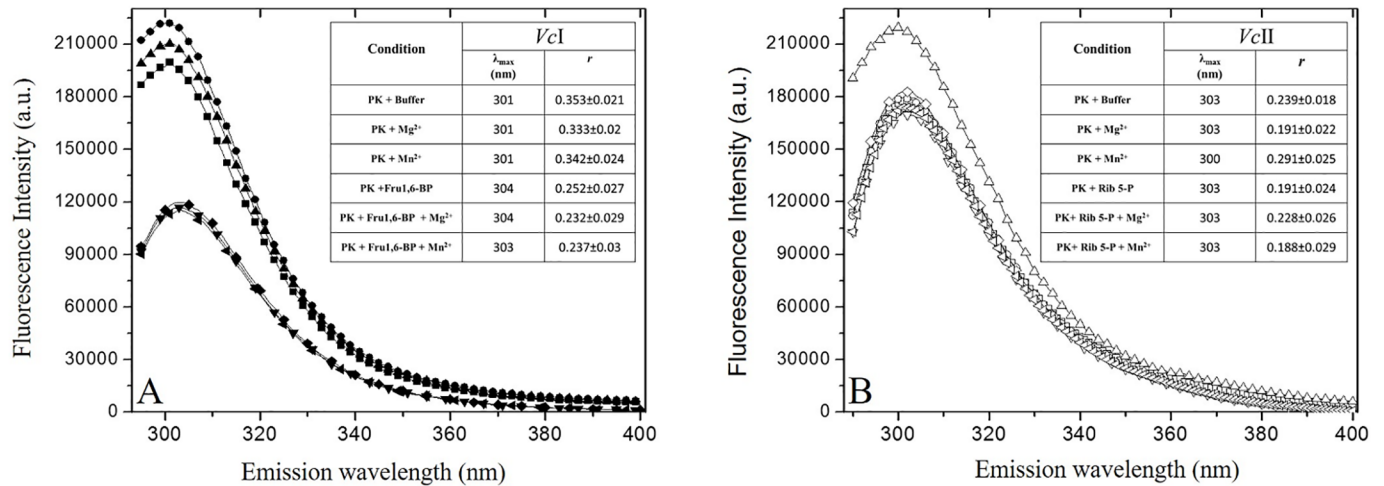 210000
180000
150000
120000
90000
60000
30000
0
Fluorescence Intensity (a.u.)
300 320 340 360 380 400
Emission wavelength (nm)
A
Condition VcI
λmax (nm) r
PK + Buffer 301 0.353±0.021
PK + Mg²⁺ 301 0.333±0.02
PK + Mn²⁺ 301 0.342±0.024
PK +Fru1,6-BP 304 0.252±0.027
PK + Fru1,6-BP + Mg²⁺ 304 0.232±0.029
PK + Fru1,6-BP + Mn²⁺ 303 0.237±0.03
210000
180000
150000
120000
90000
60000
30000
0
Fluorescence Intensity (a.u.)
300 320 340 360 380 400
Emission wavelength (nm)
B
Condition VcII
λmax (nm) r
PK + Buffer 303 0.239±0.018
PK + Mg²⁺ 303 0.191±0.022
PK + Mn²⁺ 300 0.291±0.025
PK + Rib 5-P 303 0.191±0.024
PK+ Rib 5-P + Mg²⁺ 303 0.228±0.026
PK+ Rib 5-P + Mn²⁺ 303 0.188±0.029